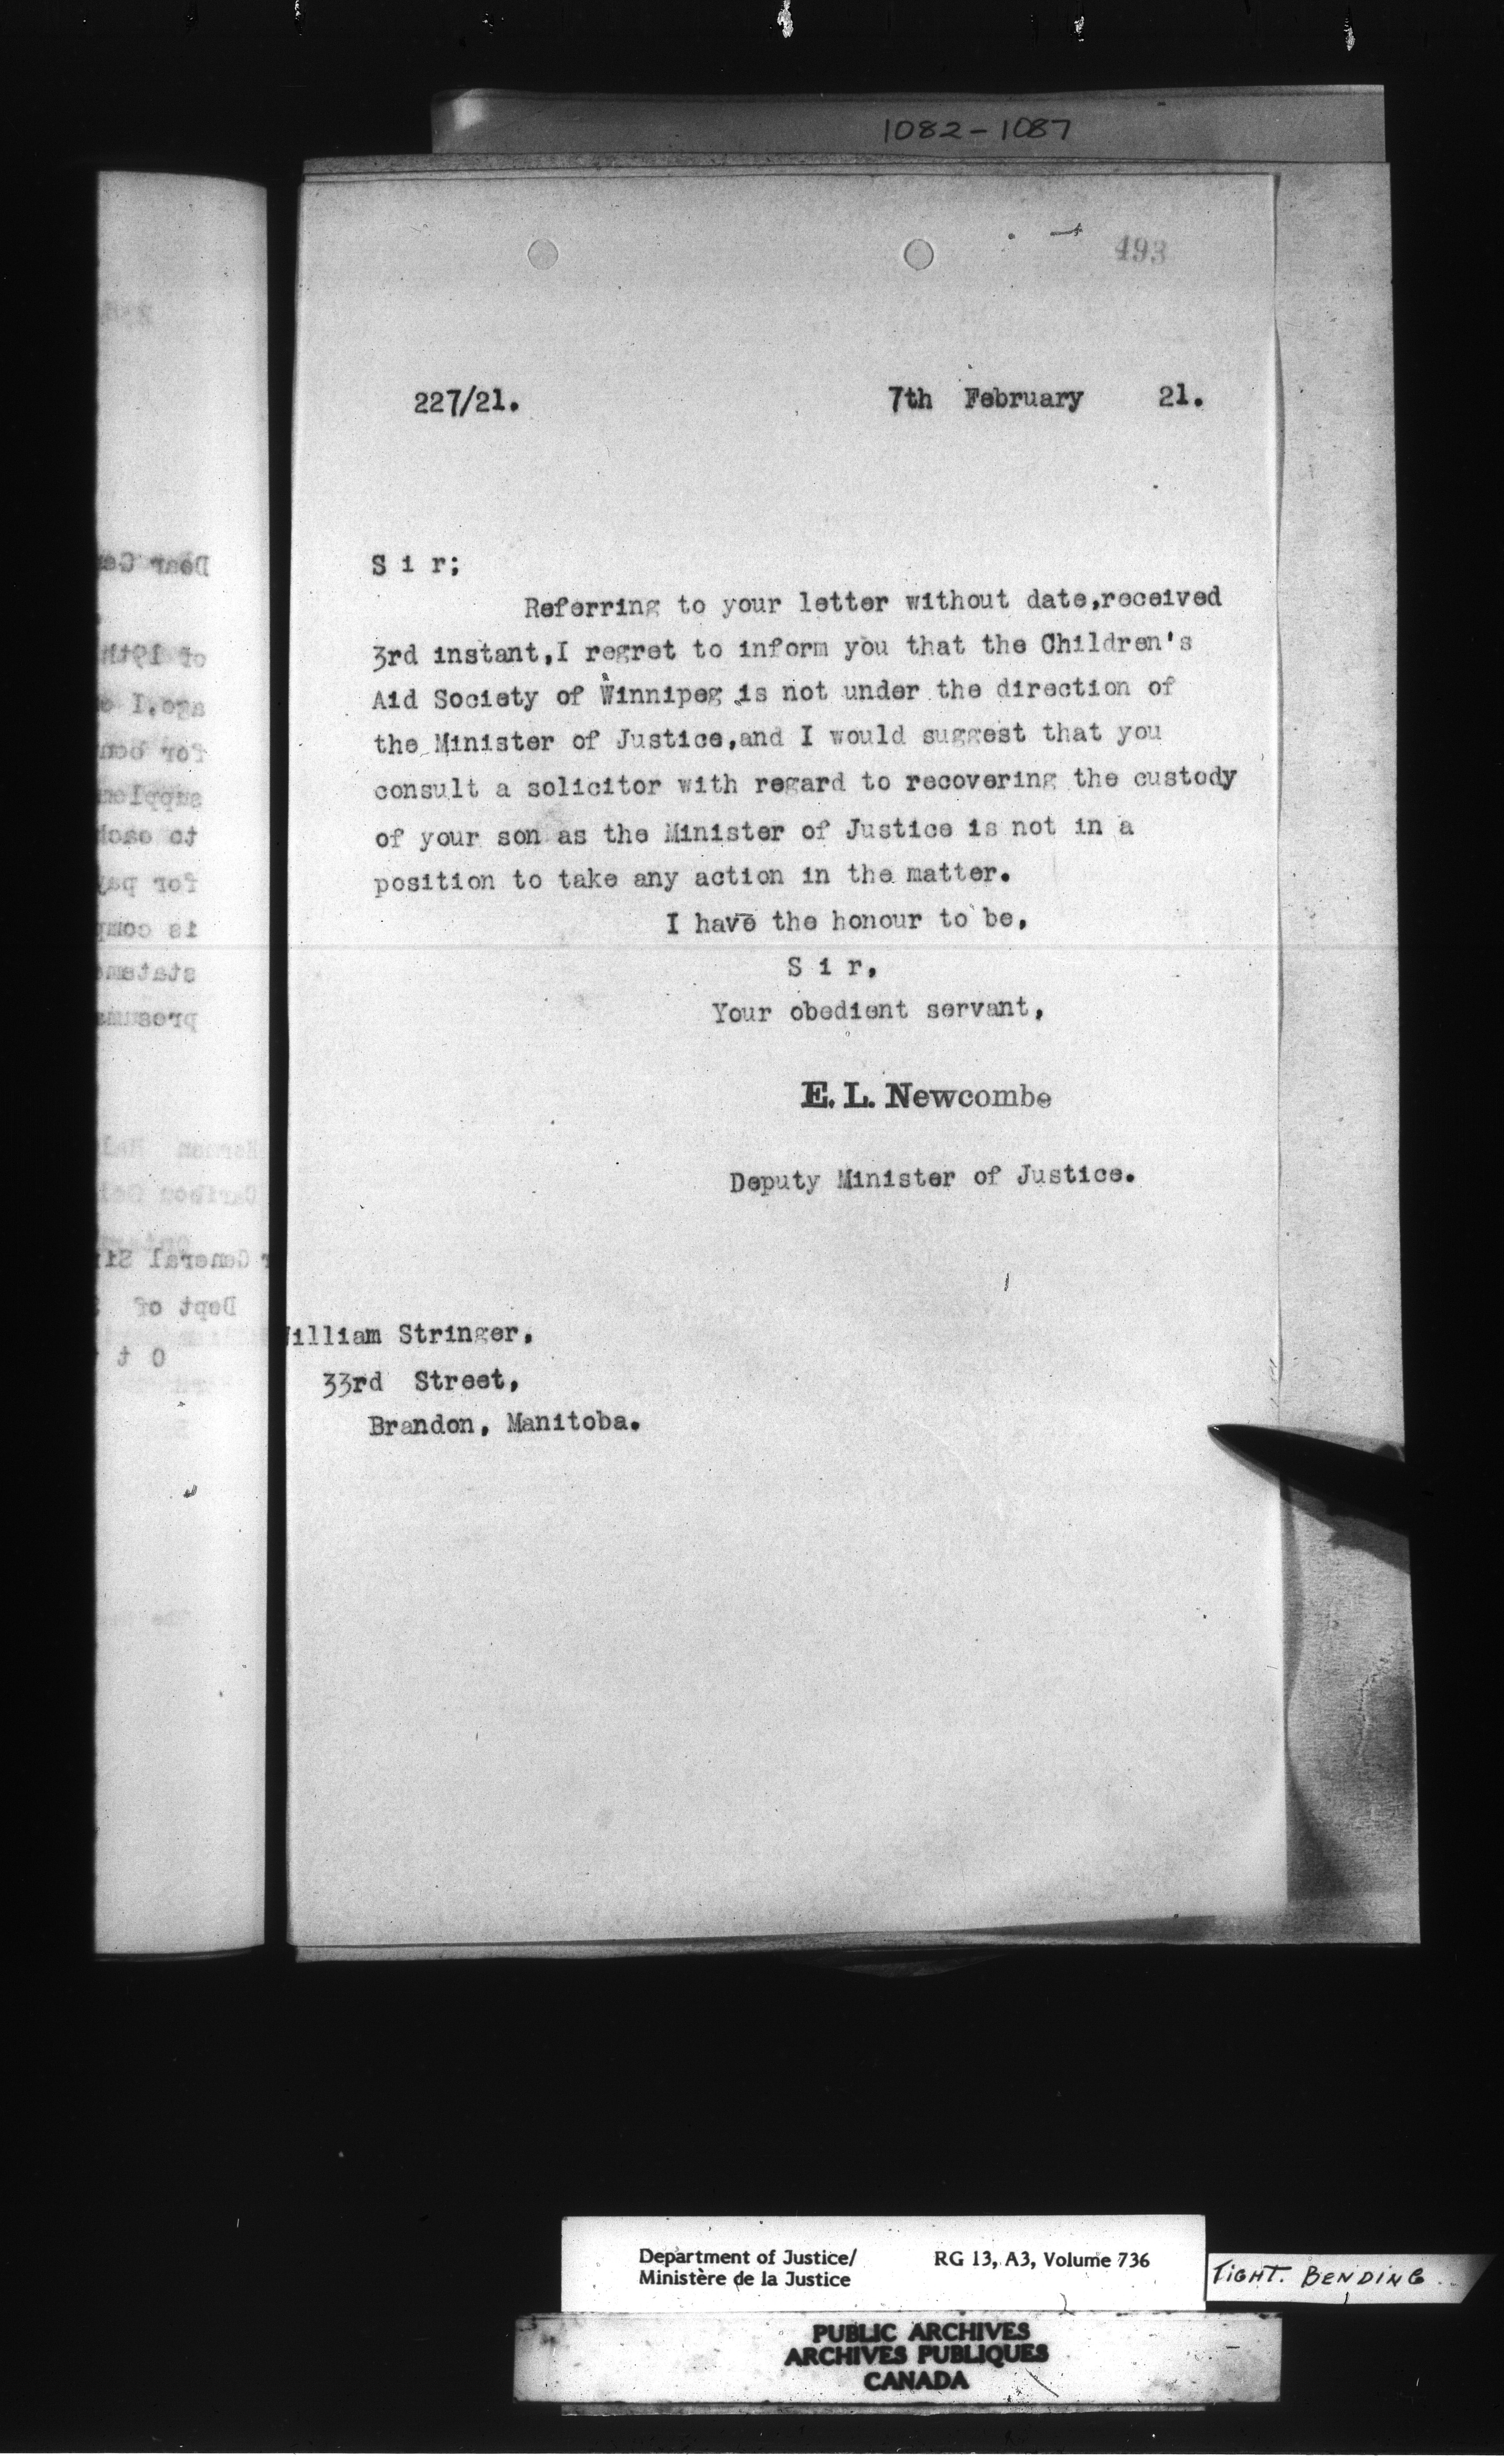 1082-1087
493
227/21. 7th February 21.
S i r;
Referring to your letter without date,received
3rd instant,I regret to inform you that the Children's
Aid Society of Winnipeg is not under the direction of
the Minister of Justice,and I would suggest that you
consult a solicitor with regard to recovering the custody
of your son as the Minister of Justice is not in a
position to take any action in the matter.
I have the honour to be,
S i r,
Your obedient servant,
E. L. Newcombe
Deputy Minister of Justice.
William Stringer,
33rd Street,
Brandon, Manitoba.
Department of Justice/ RG 13, A3, Volume 736
Ministère de la Justice
TIGHT. BENDING
PUBLIC ARCHIVES
ARCHIVES PUBLIQUES
CANADA